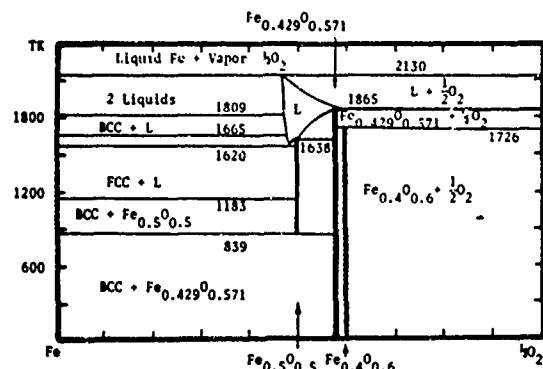 Fe0.429O0.571
TK
Liquid Fe + Vapor ½O2
2130
2 Liquids
L
1865
L + ½O2
1800
1809
Fe0.429O0.571 + ½O2
BCC + L
1665
1638
1726
1620
1200
FCC + L
1183
Fe0.4O0.6 + ½O2
BCC + Fe0.5O0.5
839
600
BCC + Fe0.429O0.571
Fe
½O2
Fe0.5O0.5
Fe0.4O0.6